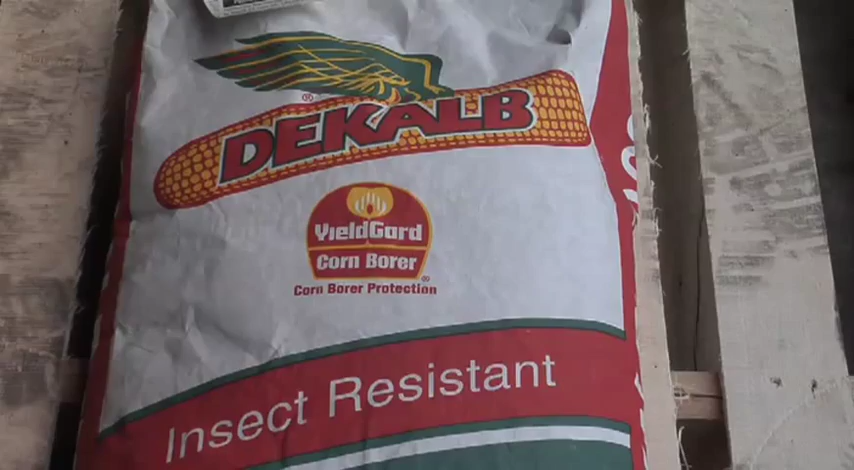 DEKALB
YieldGard
Corn Borer
Corn Borer Protection
Insect Resistant